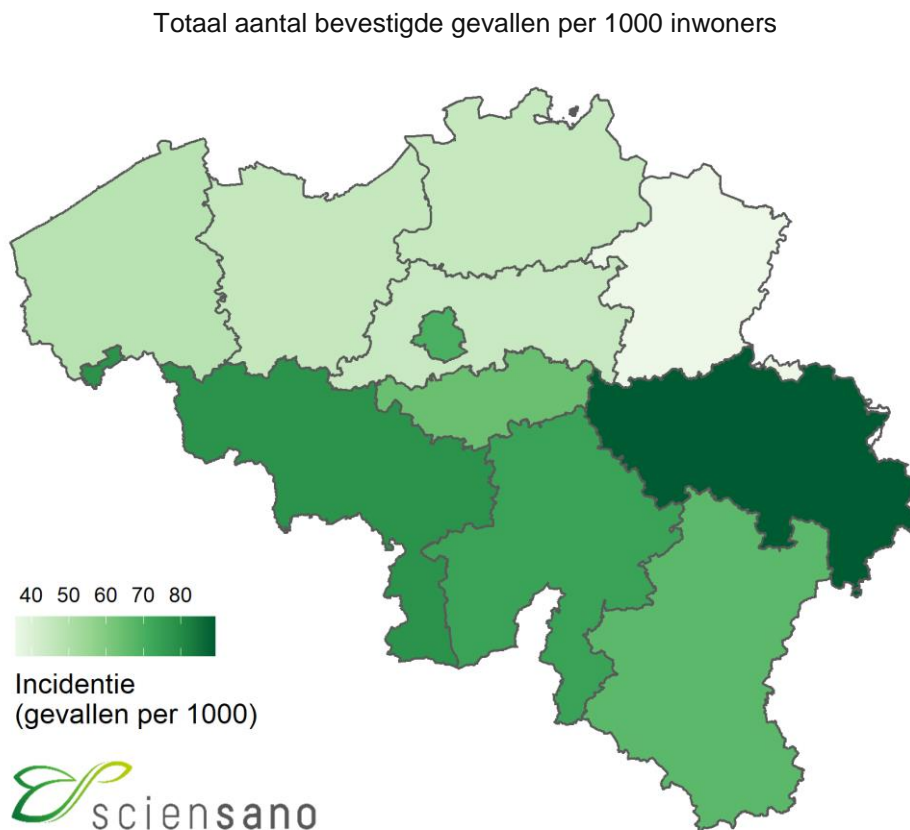 Totaal aantal bevestigde gevallen per 1000 inwoners
40 50 60 70 80
Incidentie
(gevallen per 1000)
sciensano